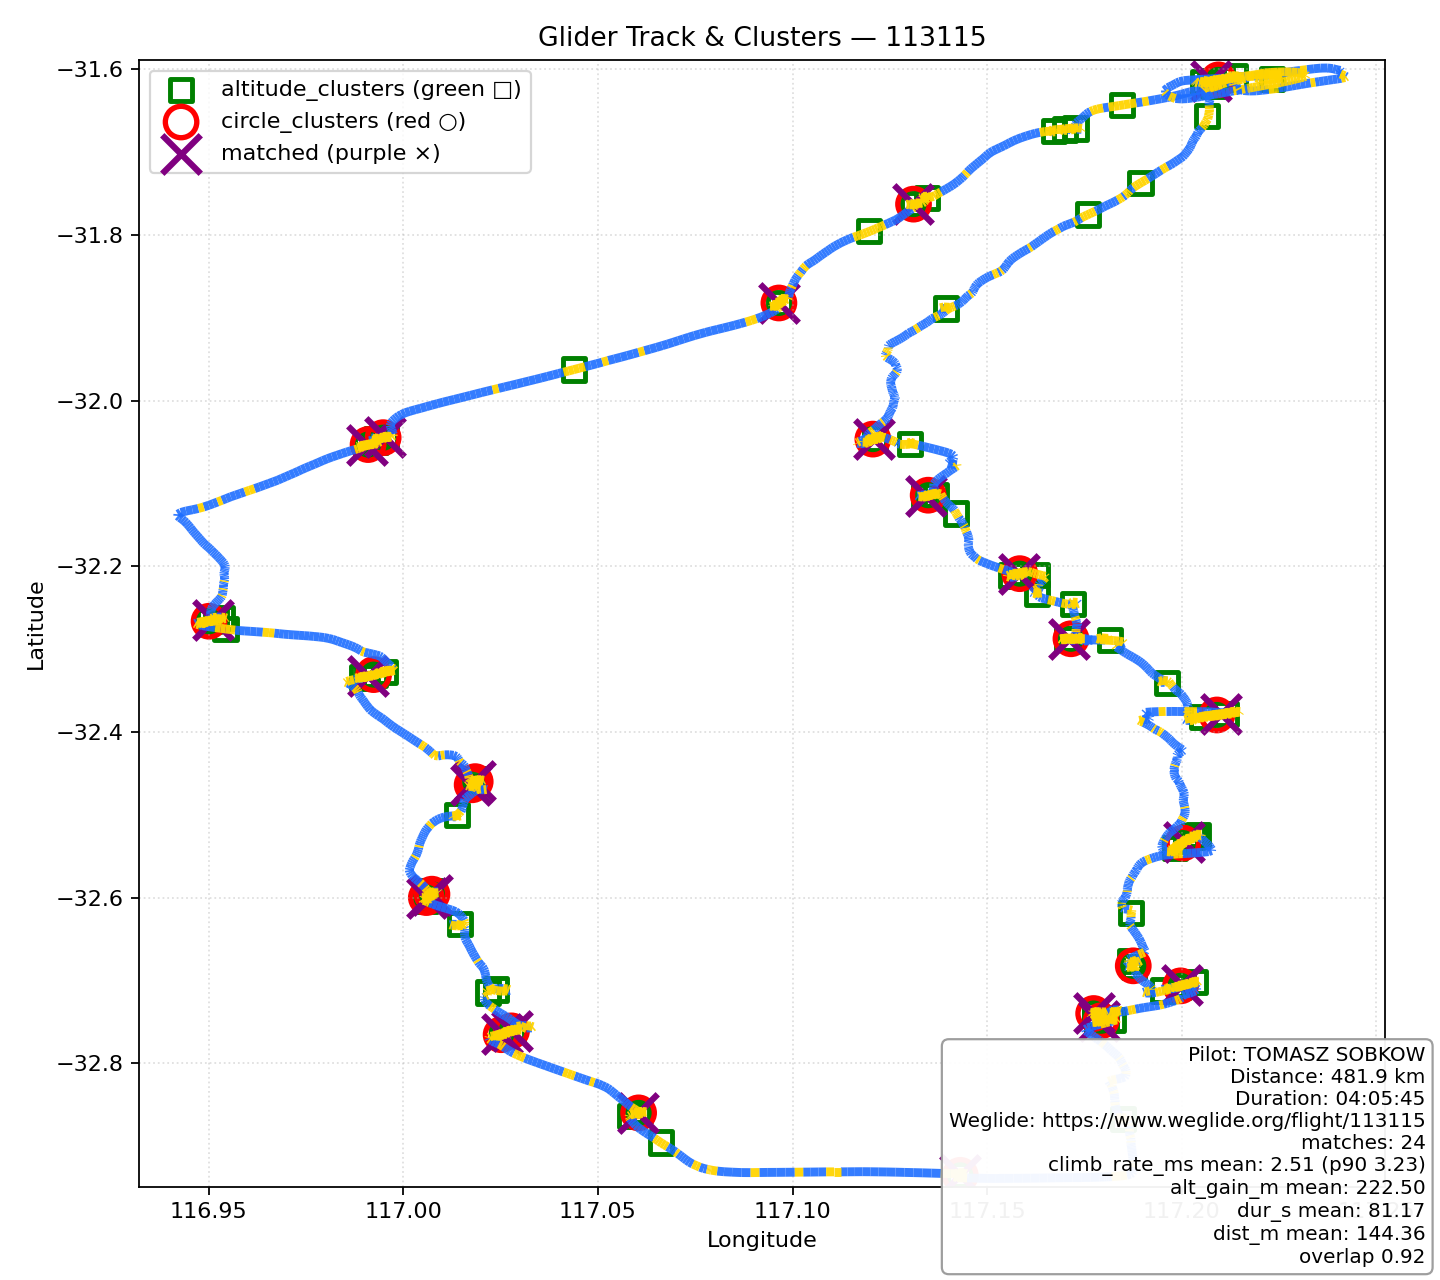 Glider Track & Clusters — 113115
altitude_clusters (green □)
circle_clusters (red ○)
matched (purple ×)
Latitude
−31.6
−31.8
−32.0
−32.2
−32.4
−32.6
−32.8
116.95
117.00
117.05
117.10
117.15
117.20
Longitude
Pilot: TOMASZ SOBKOW
Distance: 481.9 km
Duration: 04:05:45
Weglide: https://www.weglide.org/flight/113115
matches: 24
climb_rate_ms mean: 2.51 (p90 3.23)
alt_gain_m mean: 222.50
dur_s mean: 81.17
dist_m mean: 144.36
overlap 0.92